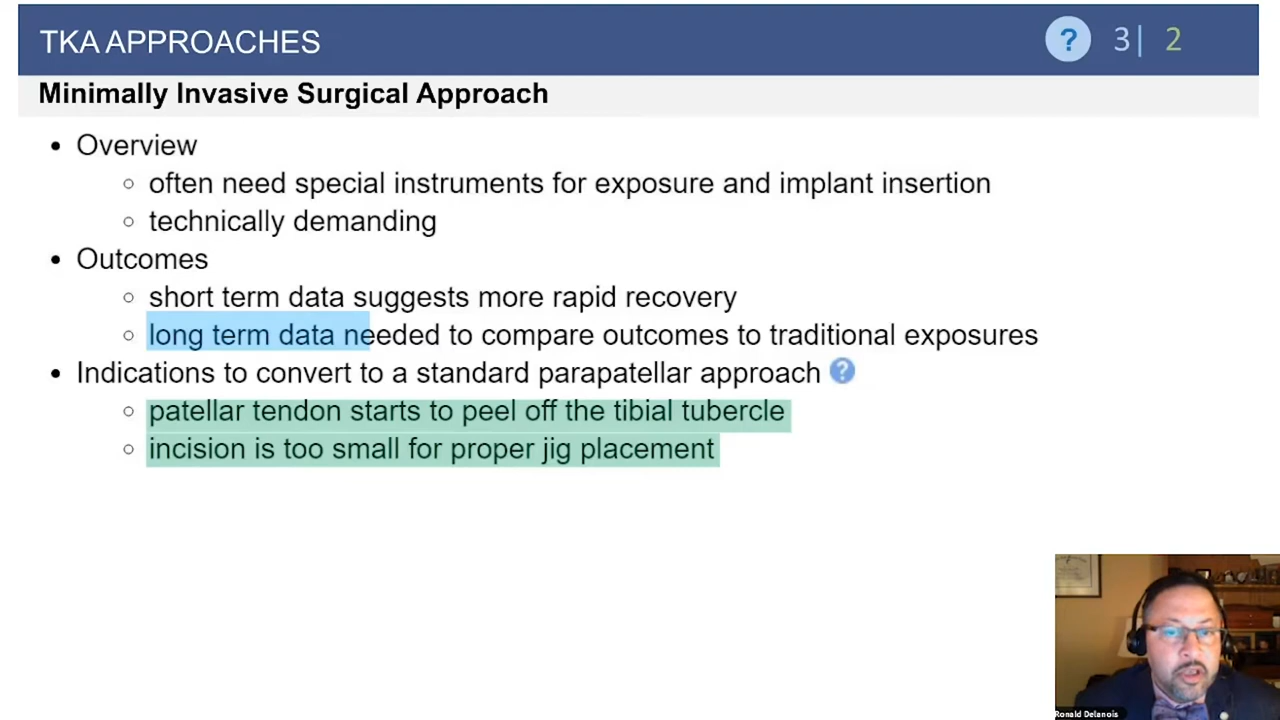 TKA APPROACHES
? 3| 2
Minimally Invasive Surgical Approach
• Overview
○ often need special instruments for exposure and implant insertion
○ technically demanding
• Outcomes
○ short term data suggests more rapid recovery
○ long term data needed to compare outcomes to traditional exposures
• Indications to convert to a standard parapatellar approach ?
○ patellar tendon starts to peel off the tibial tubercle
○ incision is too small for proper jig placement
Ronald Delanois